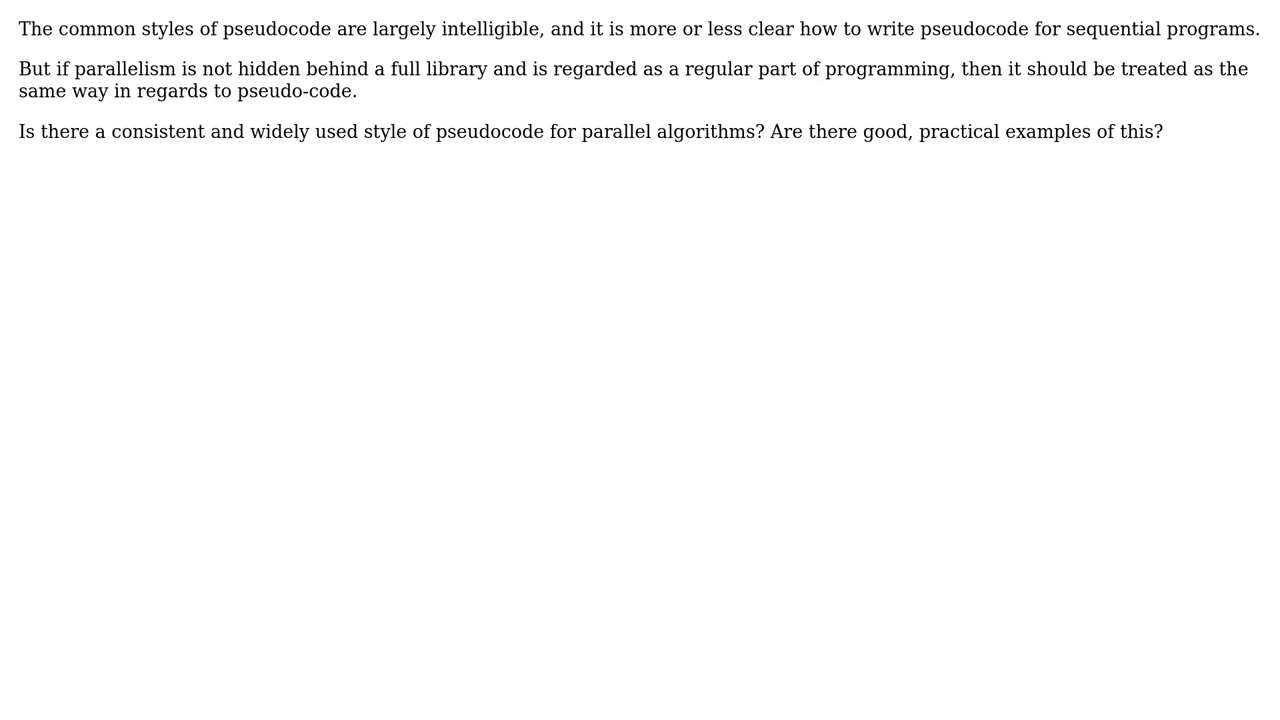 The common styles of pseudocode are largely intelligible, and it is more or less clear how to write pseudocode for sequential programs.
But if parallelism is not hidden behind a full library and is regarded as a regular part of programming, then it should be treated as the
same way in regards to pseudo-code.
Is there a consistent and widely used style of pseudocode for parallel algorithms? Are there good, practical examples of this?